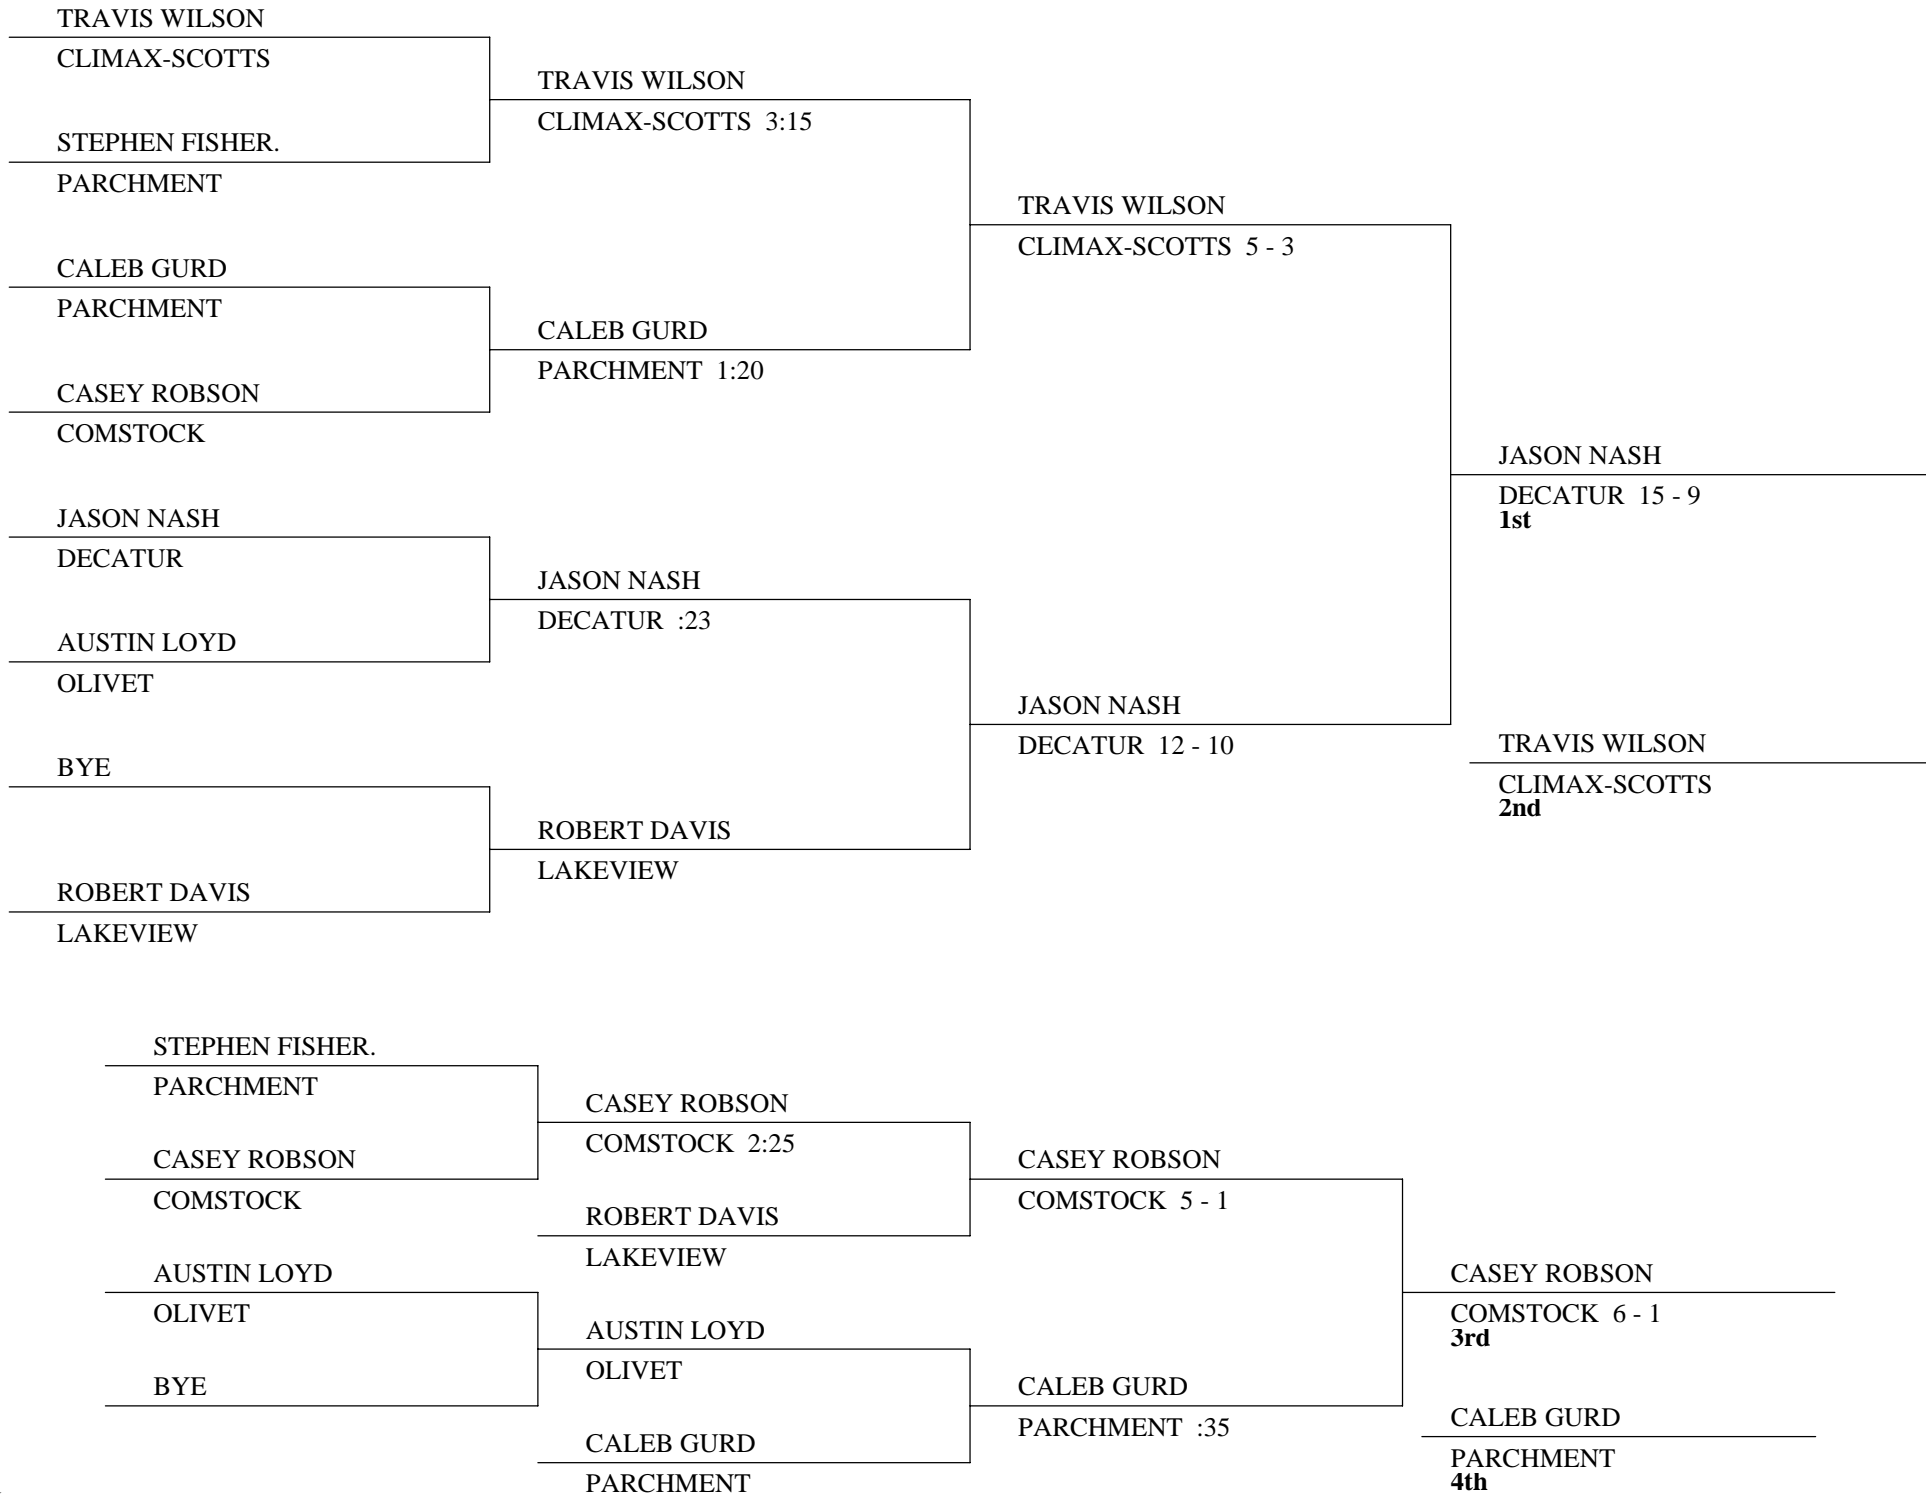 TRAVIS WILSON
CLIMAX-SCOTTS
STEPHEN FISHER.
PARCHMENT
CALEB GURD
PARCHMENT
CASEY ROBSON
COMSTOCK
JASON NASH
DECATUR
AUSTIN LOYD
OLIVET
BYE
ROBERT DAVIS
LAKEVIEW
TRAVIS WILSON
CLIMAX-SCOTTS 3:15
CALEB GURD
PARCHMENT 1:20
JASON NASH
DECATUR :23
ROBERT DAVIS
LAKEVIEW
TRAVIS WILSON
CLIMAX-SCOTTS 5 - 3
JASON NASH
DECATUR 12 - 10
JASON NASH
DECATUR 15 - 9
1st
TRAVIS WILSON
CLIMAX-SCOTTS
2nd
STEPHEN FISHER.
PARCHMENT
CASEY ROBSON
COMSTOCK
AUSTIN LOYD
OLIVET
BYE
CASEY ROBSON
COMSTOCK 2:25
ROBERT DAVIS
LAKEVIEW
AUSTIN LOYD
OLIVET
CALEB GURD
PARCHMENT
CASEY ROBSON
COMSTOCK 5 - 1
CALEB GURD
PARCHMENT :35
CASEY ROBSON
COMSTOCK 6 - 1
3rd
CALEB GURD
PARCHMENT
4th